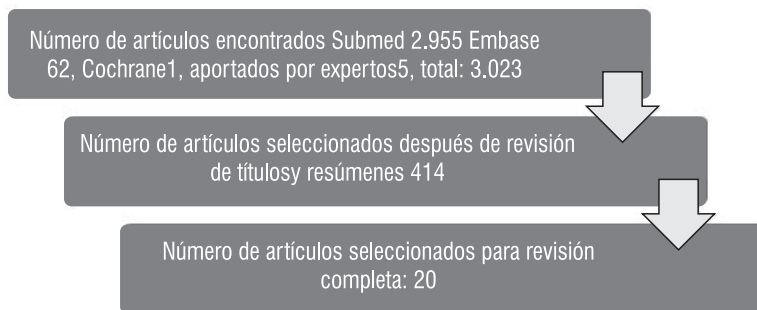 Número de artículos encontrados Submed 2.955 Embase
62, Cochrane1, aportados por expertos5, total: 3.023
Número de artículos seleccionados después de revisión
de títulosy resúmenes 414
Número de artículos seleccionados para revisión
completa: 20